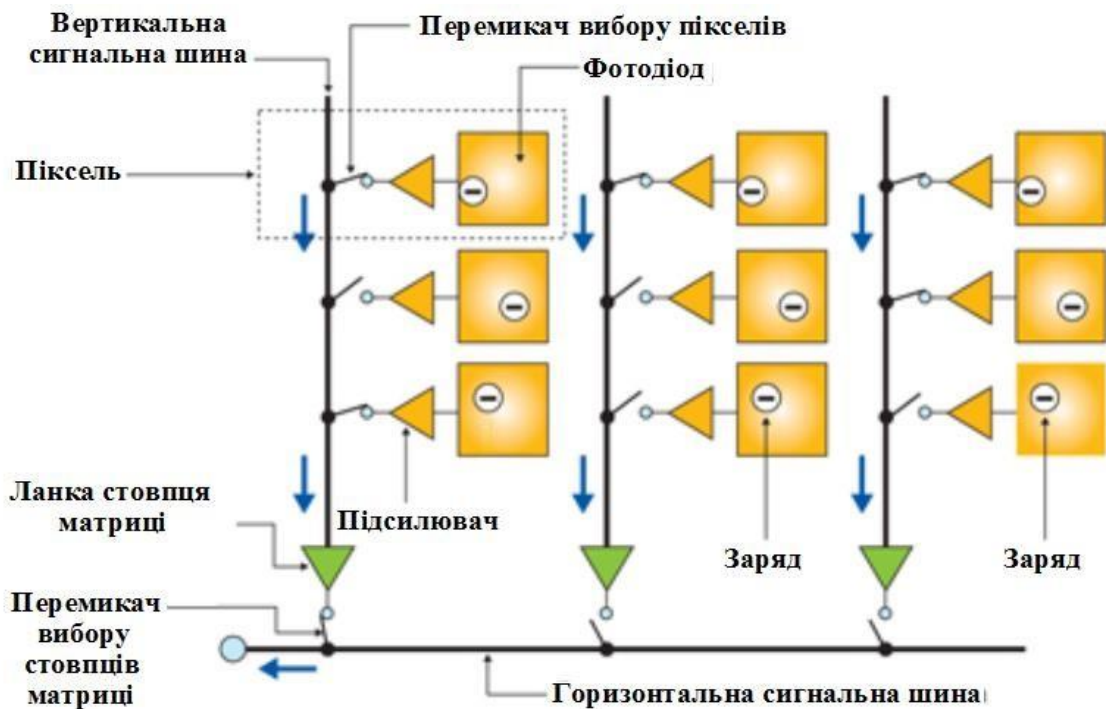 Вертикальна
сигнальна шина
Перемикач вибору пікселів
Фотодіод
Піксель
Ланка стовпця
матриці
Підсилювач
Заряд
Заряд
Перемикач
вибору
стовпців
матриці
Горизонтальна сигнальна шина